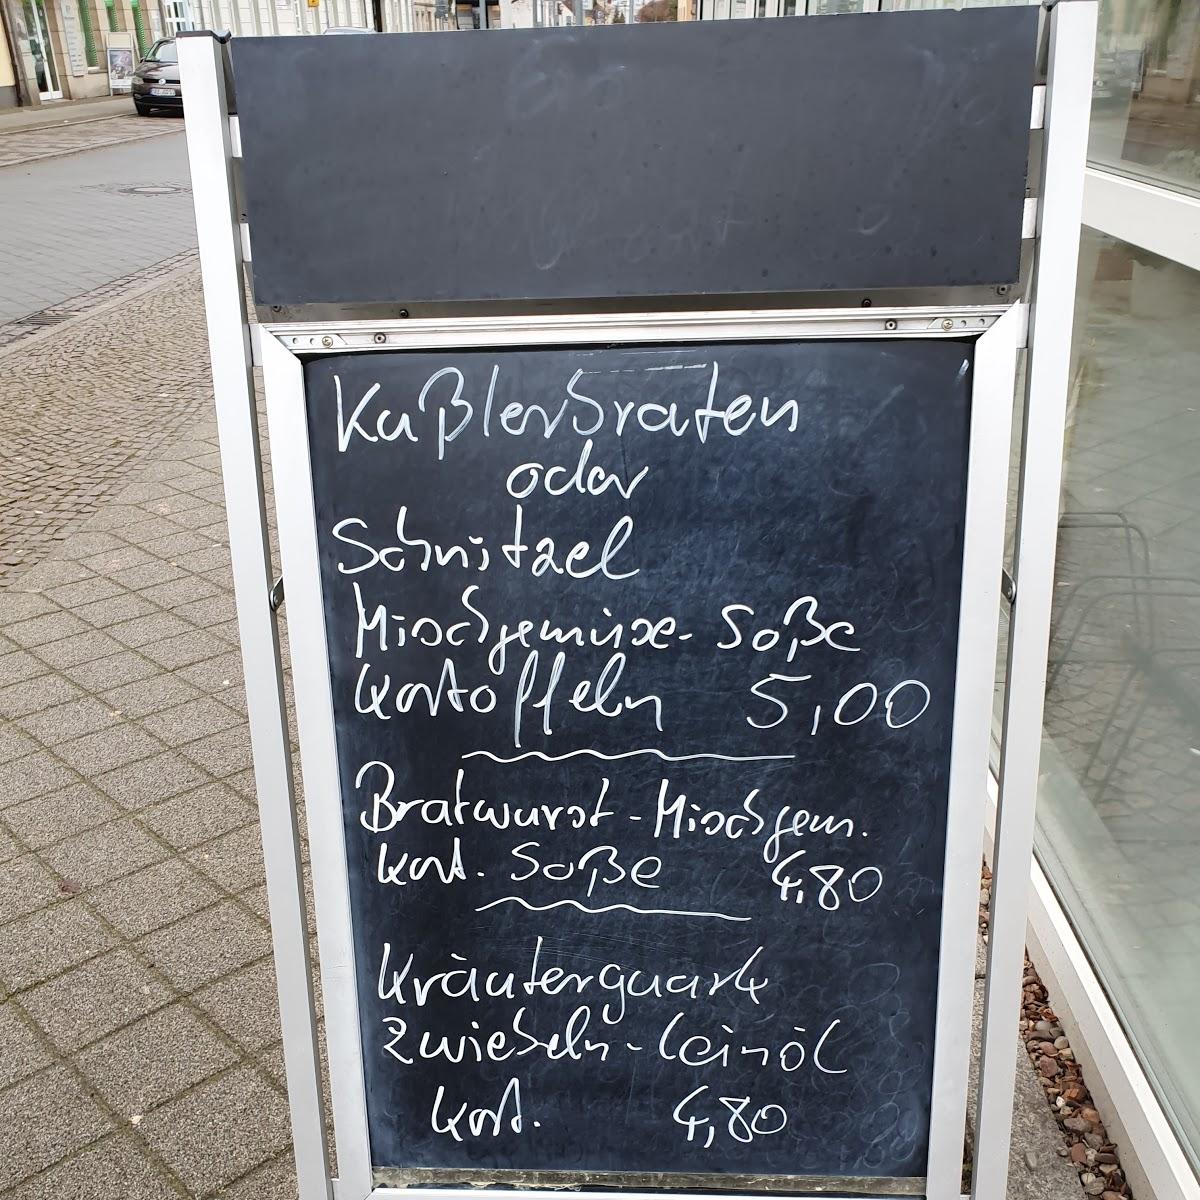 Kaßlerbraten
oder
Schnitzel
Mischgemüse - Soße
Kartoffeln 5,00
Bratwurst - Mischgem.
Kart. Soße 4,80
Kräuterquark
Zwiebeln - Leinöl
Kart. 4,80